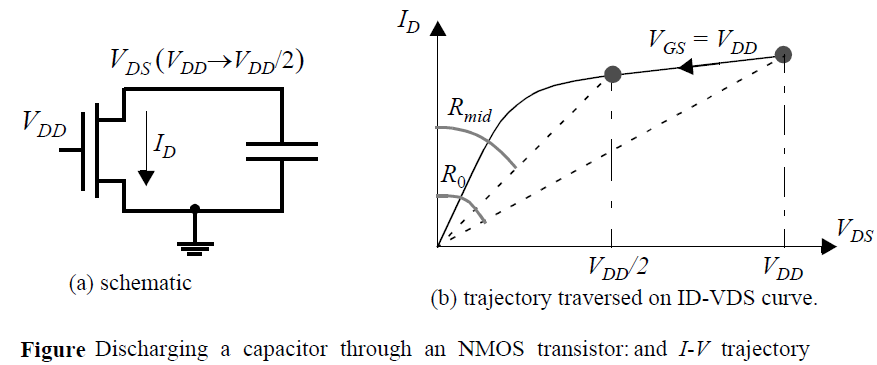 V_DS (V_DD→V_DD/2)
V_DD
I_D
(a) schematic
I_D
V_GS = V_DD
R_mid
R_0
V_DS
V_DD/2
V_DD
(b) trajectory traversed on ID-VDS curve.
Figure Discharging a capacitor through an NMOS transistor: and I-V trajectory